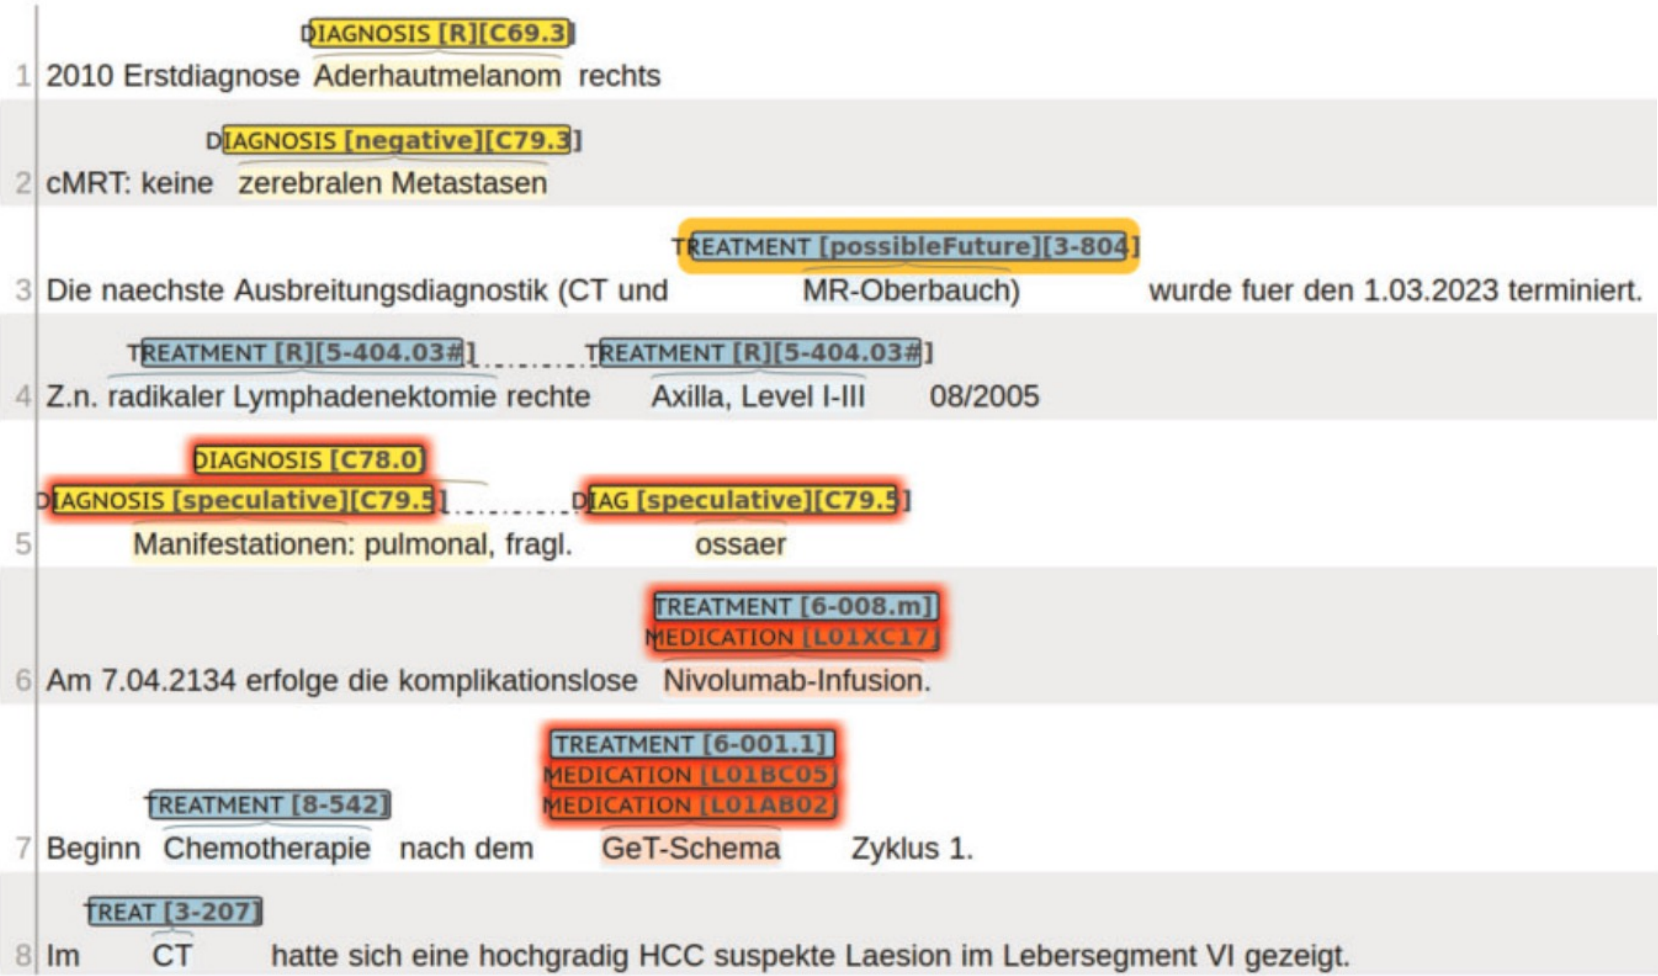 DIAGNOSIS [R][C69.3]
1 2010 Erstdiagnose Aderhautmelanom rechts
DIAGNOSIS [negative][C79.3]
2 cMRT: keine zerebralen Metastasen
TREATMENT [possibleFuture][3-804]
3 Die naechste Ausbreitungsdiagnostik (CT und MR-Oberbauch) wurde fuer den 1.03.2023 terminiert.
TREATMENT [R][5-404.03#] TREATMENT [R][5-404.03#]
4 Z.n. radikaler Lymphadenektomie rechte Axilla, Level I-III 08/2005
DIAGNOSIS [C78.0]
DIAGNOSIS [speculative][C79.5] DIAG [speculative][C79.5]
5 Manifestationen: pulmonal, fragl. ossaer
TREATMENT [6-008.m]
MEDICATION [L01XC17]
6 Am 7.04.2134 erfolge die komplikationslose Nivolumab-Infusion.
TREATMENT [6-001.1]
MEDICATION [L01BC05]
TREATMENT [8-542] MEDICATION [L01AB02]
7 Beginn Chemotherapie nach dem GeT-Schema Zyklus 1.
TREAT [3-207]
8 Im CT hatte sich eine hochgradig HCC suspekte Laesion im Lebersegment VI gezeigt.